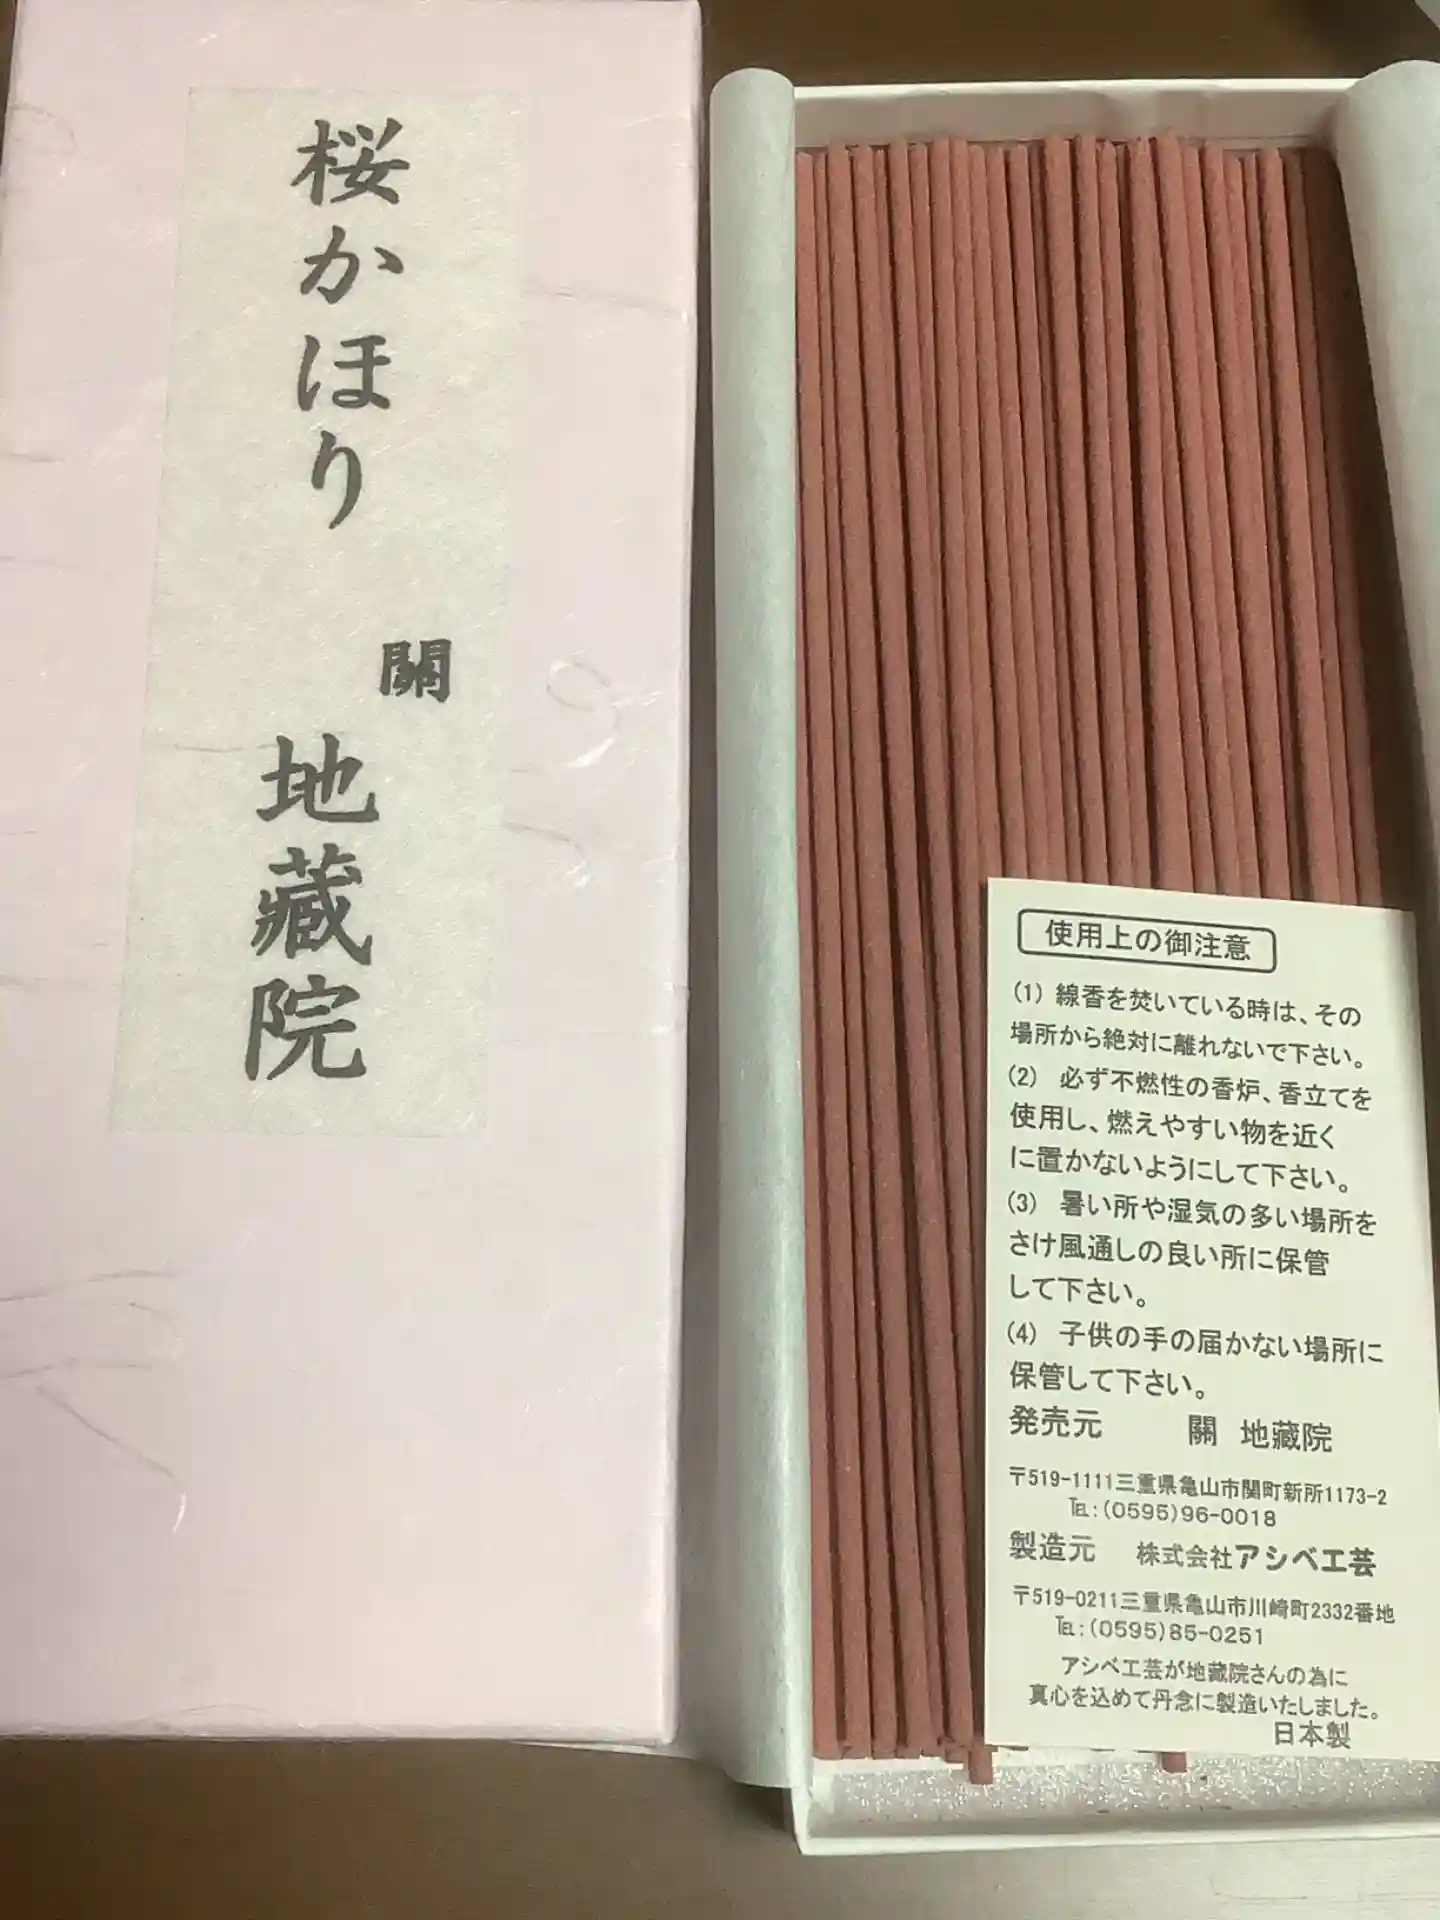 桜かほり
關
地藏院
使用上の御注意
(1) 線香を焚いている時は、その
場所から絶対に離れないで下さい。
(2) 必ず不燃性の香炉、香立てを
使用し、燃えやすい物を近く
に置かないようにして下さい。
(3) 暑い所や湿気の多い場所を
さけ風通しの良い所に保管
して下さい。
(4) 子供の手の届かない場所に
保管して下さい。
発売元 關 地藏院
〒519-1111三重県亀山市関町新所1173-2
℡:(0595)96-0018
製造元 株式会社アシベ工芸
〒519-0211三重県亀山市川崎町2332番地
℡:(0595)85-0251
アシベ工芸が地藏院さんの為に
真心を込めて丹念に製造いたしました。
日本製